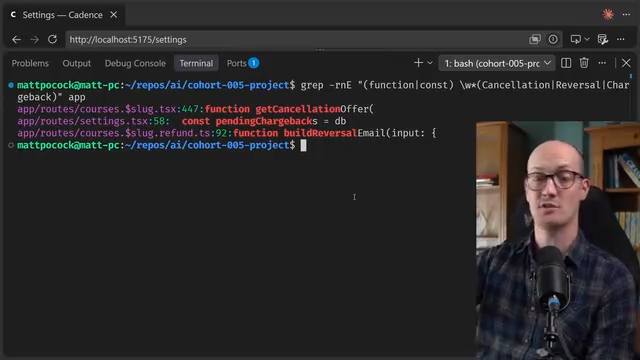 C Settings — Cadence
http://localhost:5175/settings
Problems Output Debug Console Terminal Ports 1 1: bash (cohort-005-pro
mattpocock@matt-pc:~/repos/ai/cohort-005-project$ grep -rnE "(function|const) \w*(Cancellation|Reversal|Char
geback)" app
app/routes/courses.$slug.tsx:447:function getCancellationOffer(
app/routes/settings.tsx:58: const pendingChargebacks = db
app/routes/courses.$slug.refund.ts:92:function buildReversalEmail(input: {
mattpocock@matt-pc:~/repos/ai/cohort-005-project$